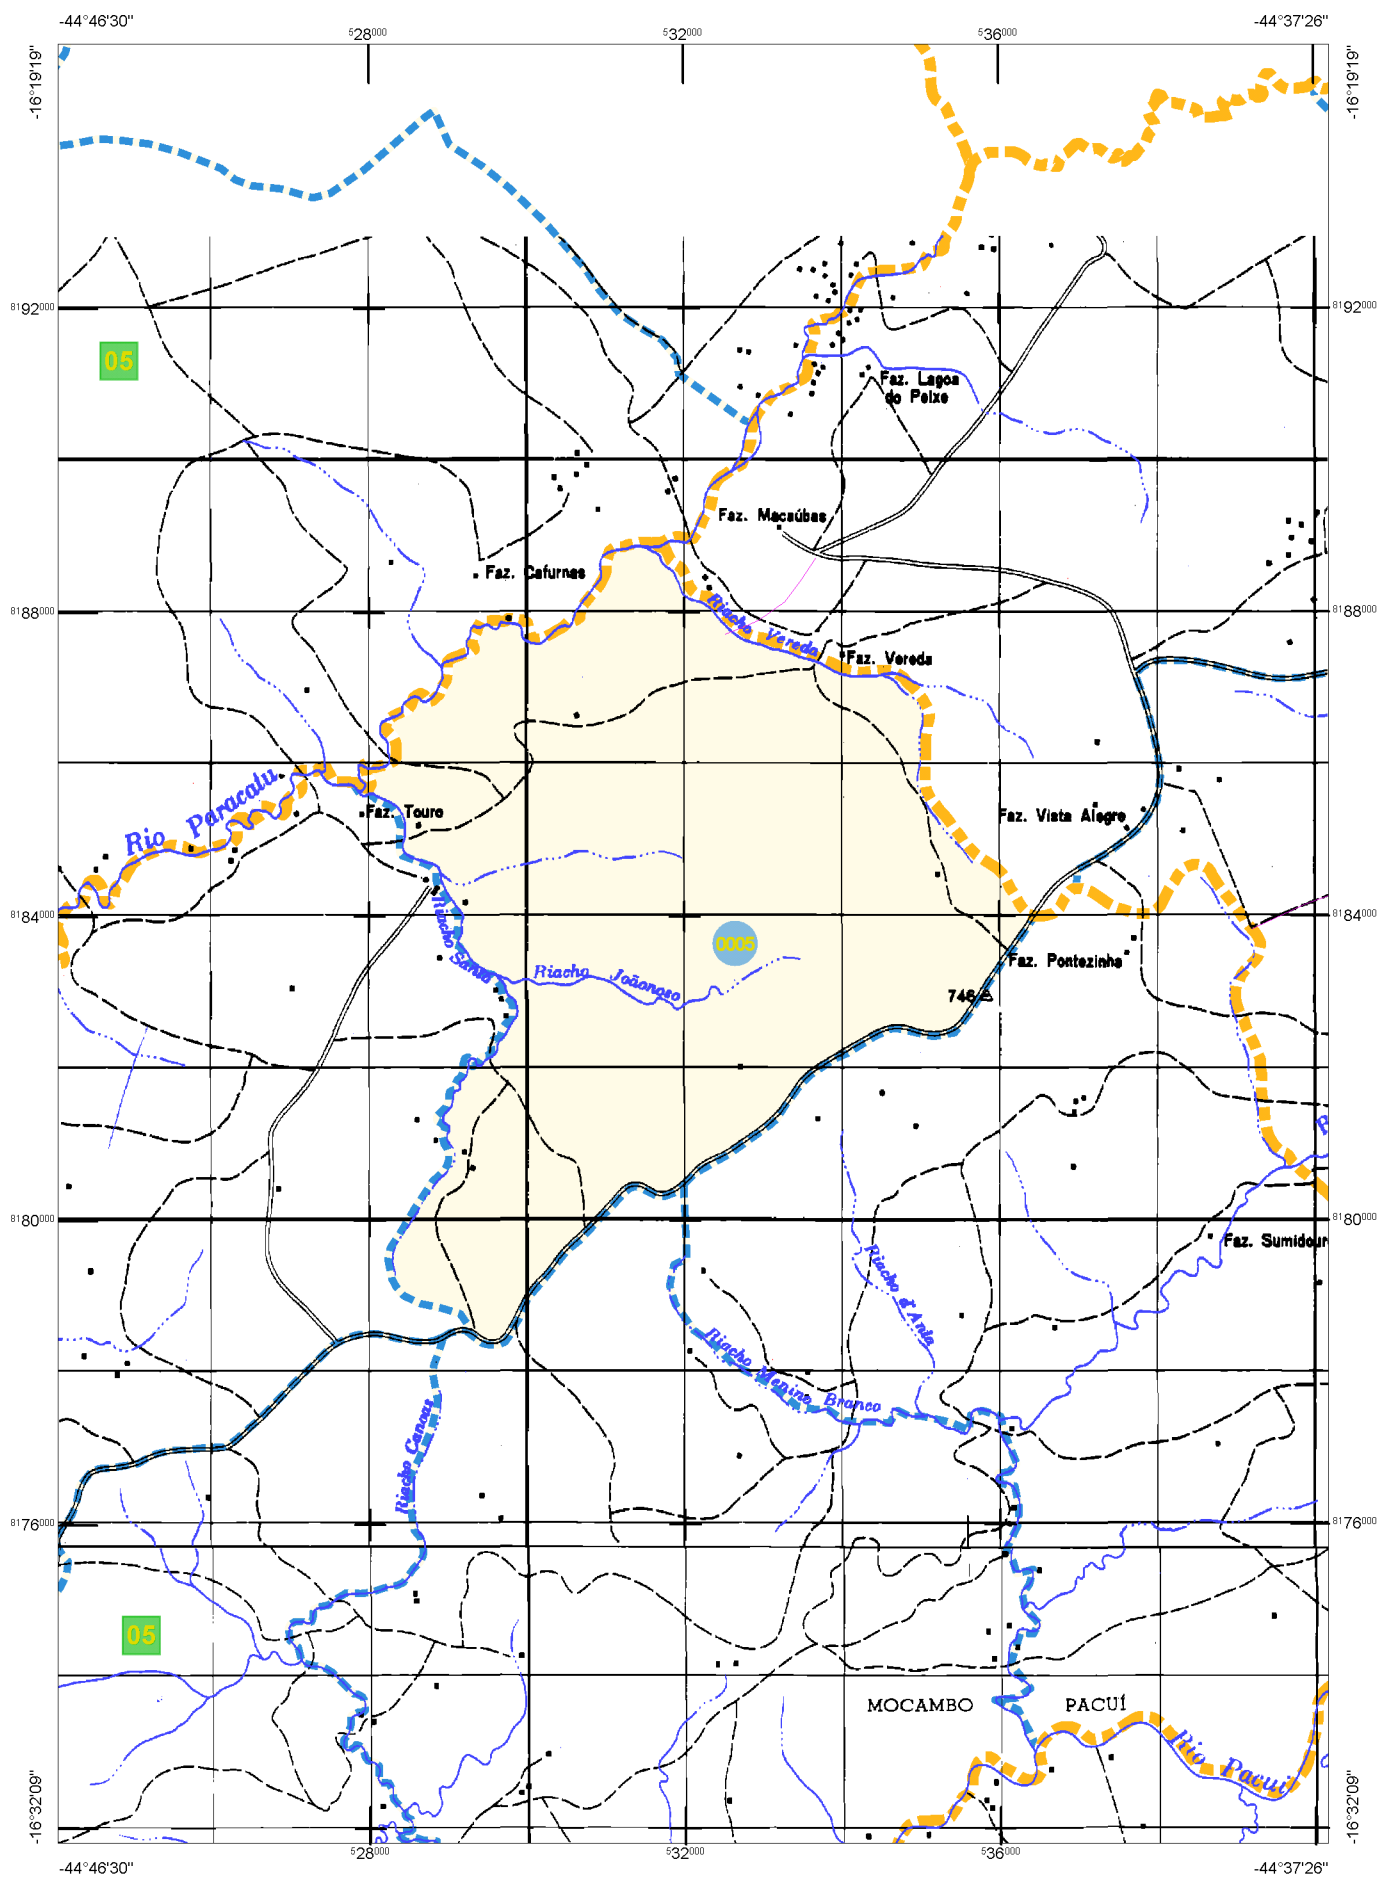 -44°46'30"
-44°37'26"
528000
532000
536000
-16°19'19"
-16°19'19"
8192000
8192000
05
Faz. Lagoa
do Peixe
Faz. Macaúbas
Faz. Cafurnas
8188000
8188000
Riacho Vereda
Faz. Vereda
Rio Paracatu
Faz. Touro
Faz. Vista Alegre
8184000
8184000
Riacho Santa
0005
Faz. Pontezinha
Riacho Joãonoso
746
8180000
8180000
Faz. Sumidour
Riacho d'Anta
Riacho Menino Branco
Riacho Canoas
8176000
8176000
05
MOCAMBO
PACUÍ
Rio Pacuí
-16°32'09"
-16°32'09"
528000
532000
536000
-44°46'30"
-44°37'26"